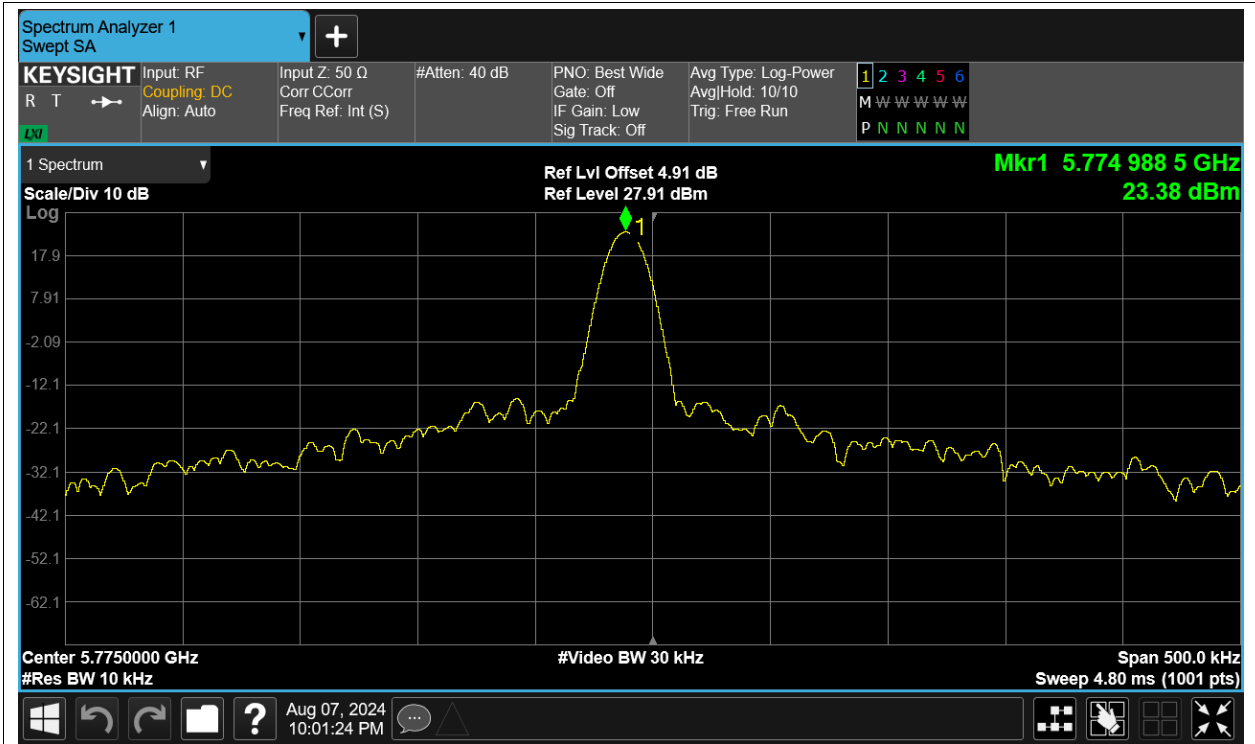 Spectrum Analyzer 1
Swept SA
KEYSIGHT
R T
LXI
Input: RF
Coupling: DC
Align: Auto
Input Z: 50 Ω
Corr CCorr
Freq Ref: Int (S)
#Atten: 40 dB
PNO: Best Wide
Gate: Off
IF Gain: Low
Sig Track: Off
Avg Type: Log-Power
Avg|Hold: 10/10
Trig: Free Run
1 2 3 4 5 6
M W W W W W
P N N N N N
1 Spectrum
Scale/Div 10 dB
Log
Ref Lvl Offset 4.91 dB
Ref Level 27.91 dBm
Mkr1 5.774 988 5 GHz
23.38 dBm
1
17.9
7.91
-2.09
-12.1
-22.1
-32.1
-42.1
-52.1
-62.1
Center 5.7750000 GHz
#Res BW 10 kHz
#Video BW 30 kHz
Span 500.0 kHz
Sweep 4.80 ms (1001 pts)
?
Aug 07, 2024
10:01:24 PM